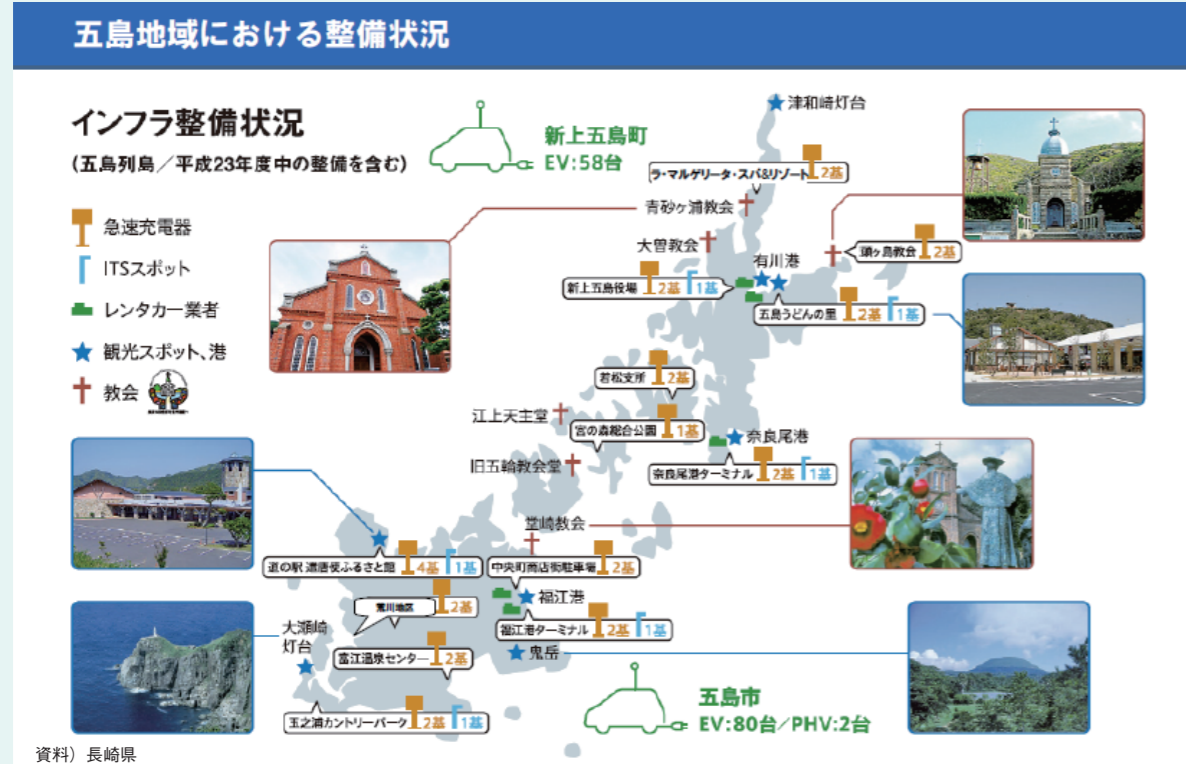 五島地域における整備状況
インフラ整備状況
(五島列島/平成23年度中の整備を含む)
急速充電器
ITSスポット
レンタカー業者
観光スポット、港
教会
新上五島町
EV:58台
津和崎灯台
ラ・マルゲリータ・スパ&リゾート 2基
青砂ヶ浦教会
大曽教会
有川港
頭ヶ島教会 2基
新上五島役場 2基 1基
五島うどんの里 2基 1基
若松支所 2基
江上天主堂
宮の森総合公園 1基
奈良尾港
旧五輪教会堂
奈良尾港ターミナル 2基 1基
堂崎教会
道の駅 遣唐使ふるさと館 4基 1基
中央町商店街駐車場 2基
荒川地区 2基
福江港
大瀬崎
灯台
福江港ターミナル 2基 1基
富江温泉センター 2基
鬼岳
玉之浦カントリーパーク 2基 1基
五島市
EV:80台/PHV:2台
資料)長崎県